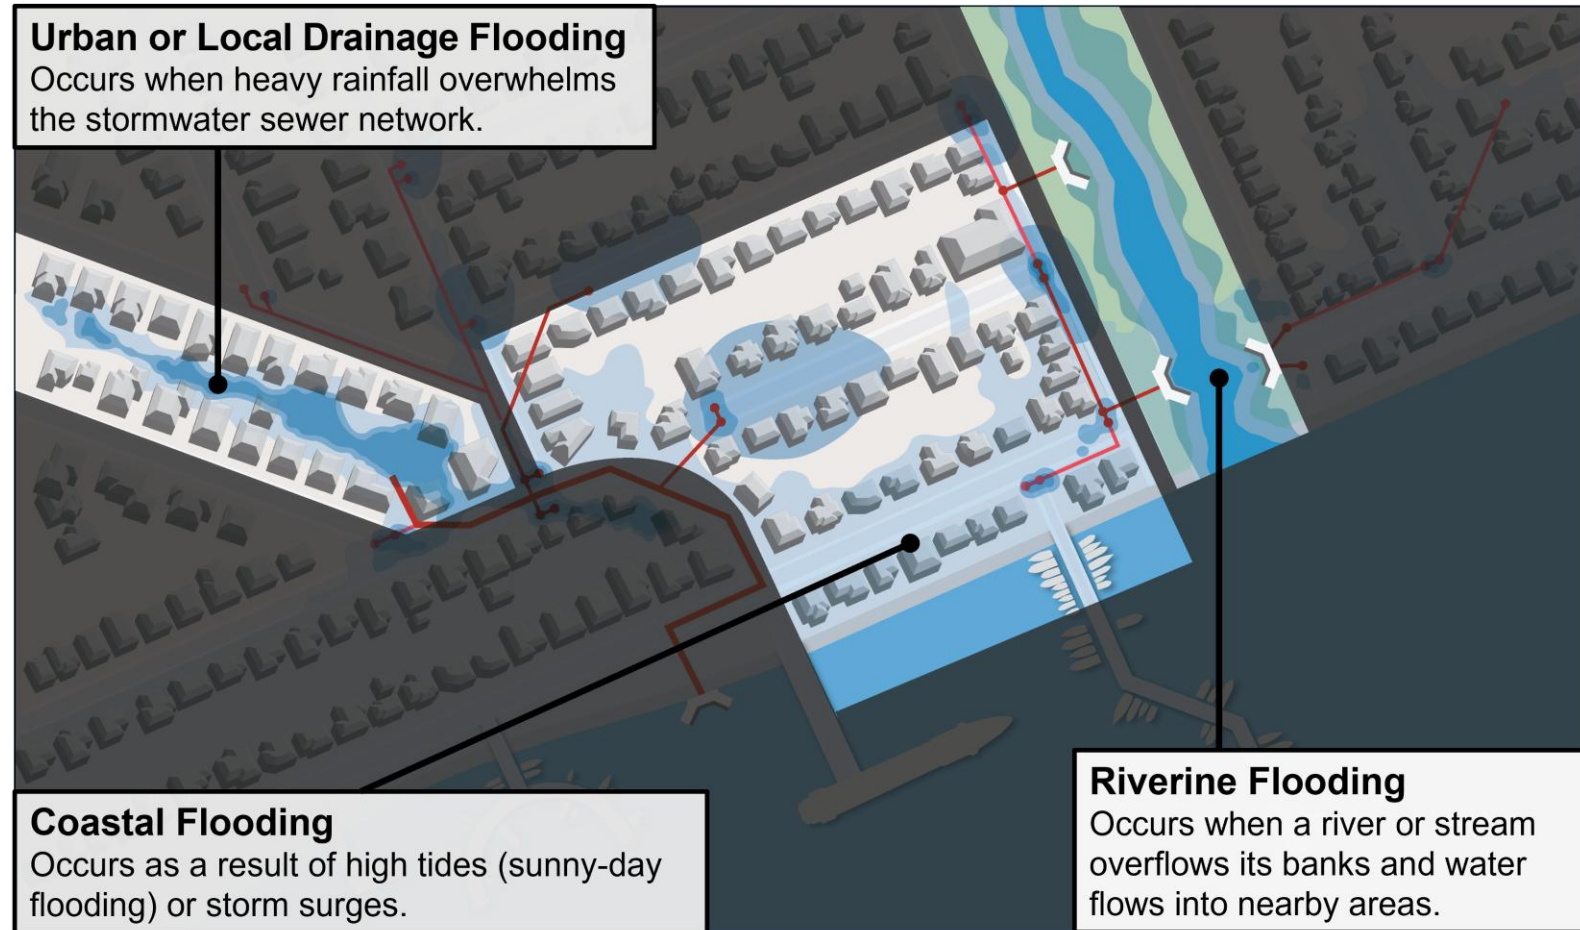 Urban or Local Drainage Flooding
Occurs when heavy rainfall overwhelms
the stormwater sewer network.
Coastal Flooding
Occurs as a result of high tides (sunny-day
flooding) or storm surges.
Riverine Flooding
Occurs when a river or stream
overflows its banks and water
flows into nearby areas.